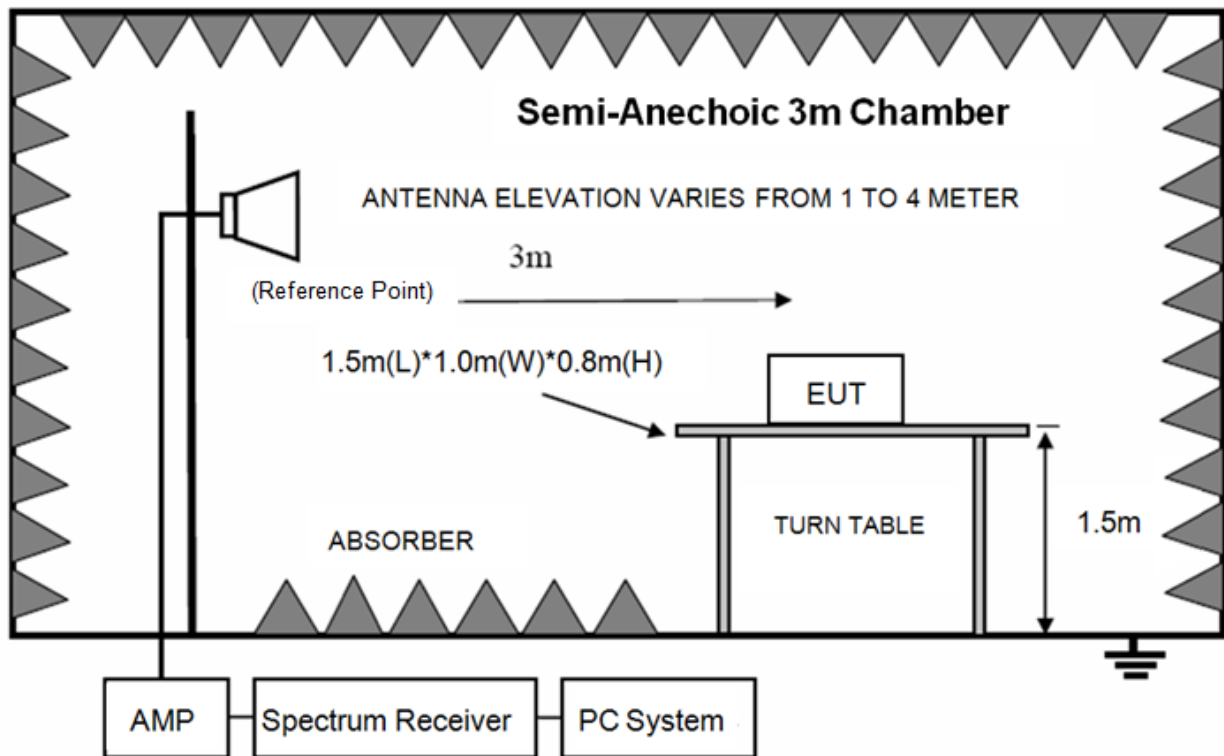 Semi-Anechoic 3m Chamber
ANTENNA ELEVATION VARIES FROM 1 TO 4 METER
3m
(Reference Point)
1.5m(L)*1.0m(W)*0.8m(H)
EUT
TURN TABLE
1.5m
ABSORBER
AMP
Spectrum Receiver
PC System